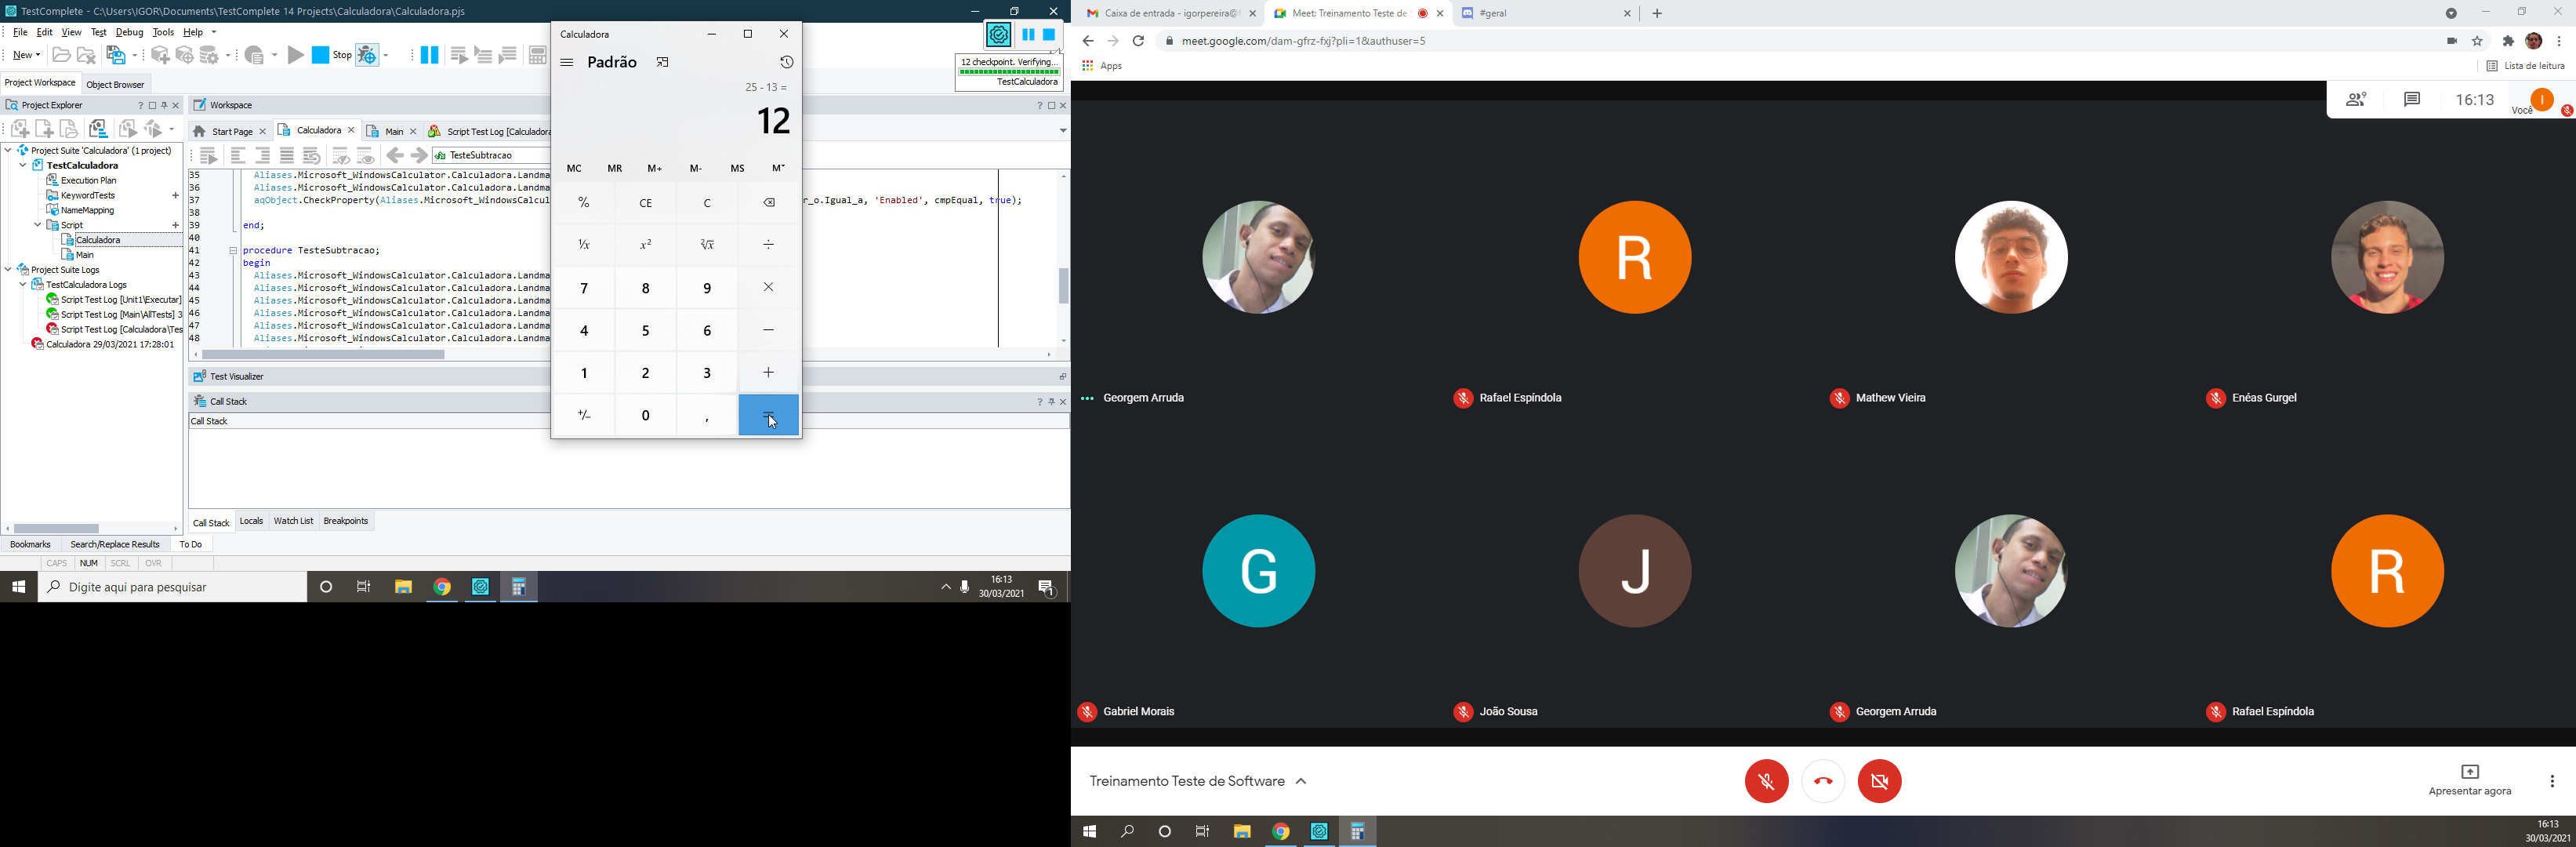 TestComplete - C:\Users\IGOR\Documents\TestComplete 14 Projects\Calculadora\Calculadora.pjs
File Edit View Test Debug Tools Help
New
Stop
Project Workspace Object Browser
Project Explorer
Project Suite 'Calculadora' (1 project)
TestCalculadora
Execution Plan
KeywordTests
NameMapping
Script
Calculadora
Main
Project Suite Logs
TestCalculadora Logs
Script Test Log [Unit1\Executar]
Script Test Log [Main\AllTests] 3
Script Test Log [Calculadora\Tes
Calculadora 29/03/2021 17:28:01
Bookmarks Search/Replace Results To Do
CAPS NUM SCRL OVR
Workspace
Start Page Calculadora Main Script Test Log [Calculadora
TesteSubtracao
35 Aliases.Microsoft_WindowsCalculator.Calculadora.Landma
36 Aliases.Microsoft_WindowsCalculator.Calculadora.Landma
37 aqObject.CheckProperty(Aliases.Microsoft_WindowsCalcul r_o.Igual_a, 'Enabled', cmpEqual, true);
38
39 end;
40
41 procedure TesteSubtracao;
42 begin
43 Aliases.Microsoft_WindowsCalculator.Calculadora.Landma
44 Aliases.Microsoft_WindowsCalculator.Calculadora.Landma
45 Aliases.Microsoft_WindowsCalculator.Calculadora.Landma
46 Aliases.Microsoft_WindowsCalculator.Calculadora.Landma
47 Aliases.Microsoft_WindowsCalculator.Calculadora.Landma
48 Aliases.Microsoft_WindowsCalculator.Calculadora.Landma
Test Visualizer
Call Stack
Call Stack
Call Stack Locals Watch List Breakpoints
12 checkpoint. Verifying...
TestCalculadora
Calculadora
Padrão
25 - 13 =
12
MC MR M+ M- MS M˅
% CE C
1/x x² ²√x ÷
7 8 9 ×
4 5 6 −
1 2 3 +
+/− 0 , =
Digite aqui para pesquisar
16:13
30/03/2021
1
Caixa de entrada - igorpereira@ Meet: Treinamento Teste de #geral
meet.google.com/dam-gfrz-fxj?pli=1&authuser=5
Apps
Lista de leitura
9
16:13
I
Você
R
Georgem Arruda
Rafael Espíndola
Mathew Vieira
Enéas Gurgel
G
J
R
Gabriel Morais
João Sousa
Georgem Arruda
Rafael Espíndola
Treinamento Teste de Software
Apresentar agora
16:13
30/03/2021